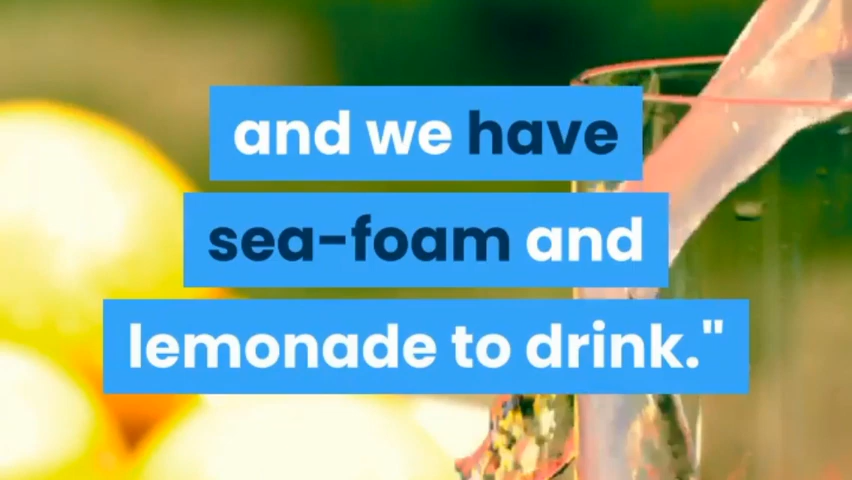 and we have
sea-foam and
lemonade to drink."